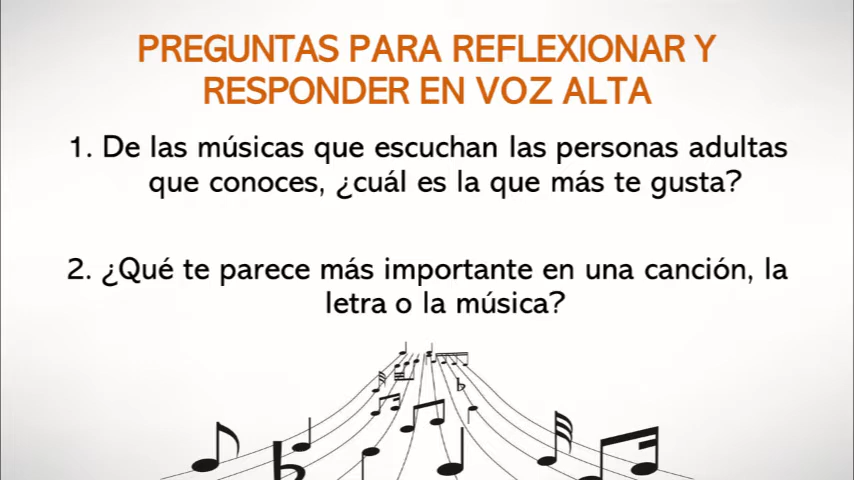 PREGUNTAS PARA REFLEXIONAR Y
RESPONDER EN VOZ ALTA
1. De las músicas que escuchan las personas adultas
que conoces, ¿cuál es la que más te gusta?
2. ¿Qué te parece más importante en una canción, la
letra o la música?